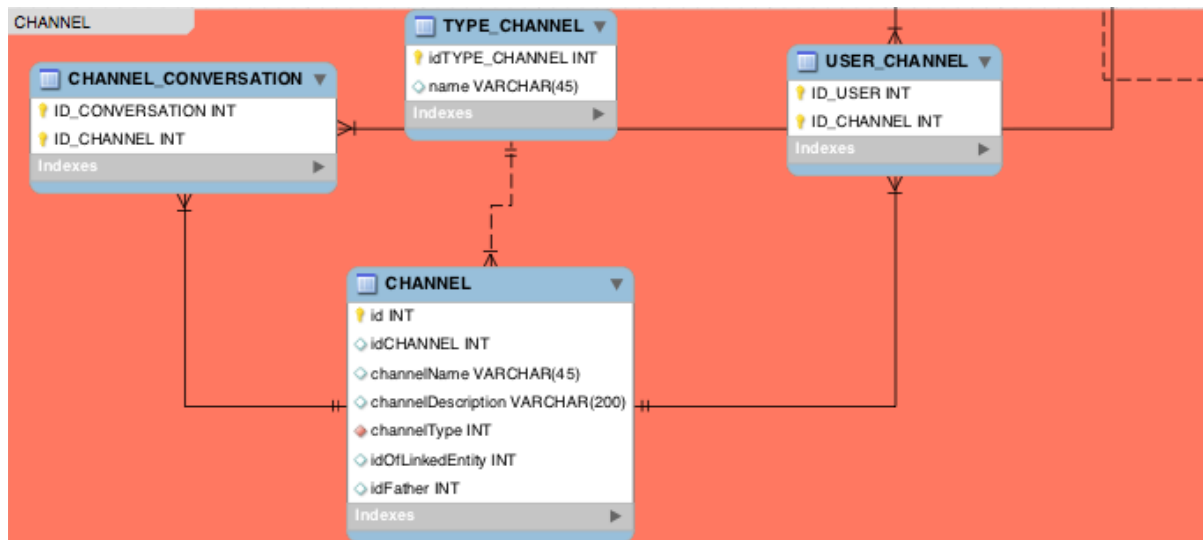 CHANNEL
TYPE_CHANNEL
idTYPE_CHANNEL INT
name VARCHAR(45)
Indexes
CHANNEL_CONVERSATION
ID_CONVERSATION INT
ID_CHANNEL INT
Indexes
USER_CHANNEL
ID_USER INT
ID_CHANNEL INT
Indexes
CHANNEL
id INT
idCHANNEL INT
channelName VARCHAR(45)
channelDescription VARCHAR(200)
channelType INT
idOfLinkedEntity INT
idFather INT
Indexes